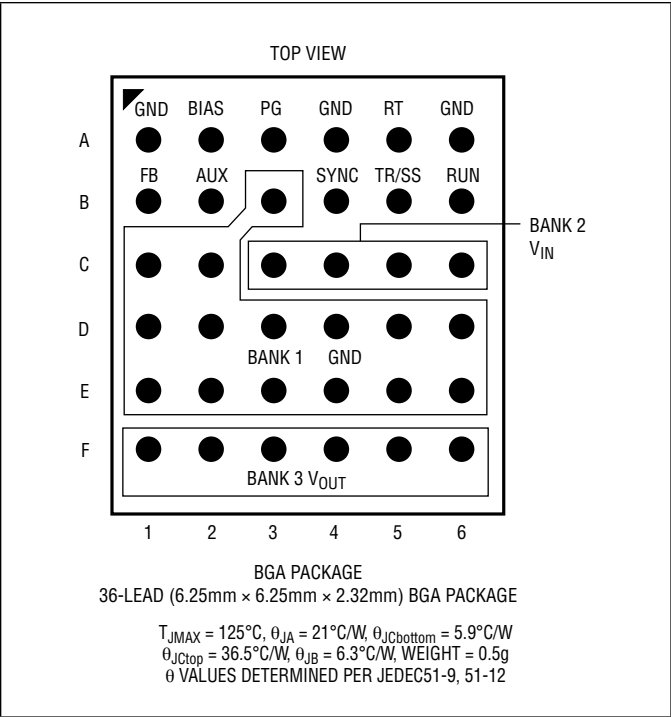 TOP VIEW
GND BIAS PG GND RT GND
A
FB AUX SYNC TR/SS RUN
B
BANK 2
VIN
C
D
BANK 1 GND
E
F
BANK 3 VOUT
1 2 3 4 5 6
BGA PACKAGE
36-LEAD (6.25mm × 6.25mm × 2.32mm) BGA PACKAGE
TJMAX = 125°C, θJA = 21°C/W, θJCbottom = 5.9°C/W
θJCtop = 36.5°C/W, θJB = 6.3°C/W, WEIGHT = 0.5g
θ VALUES DETERMINED PER JEDEC51-9, 51-12